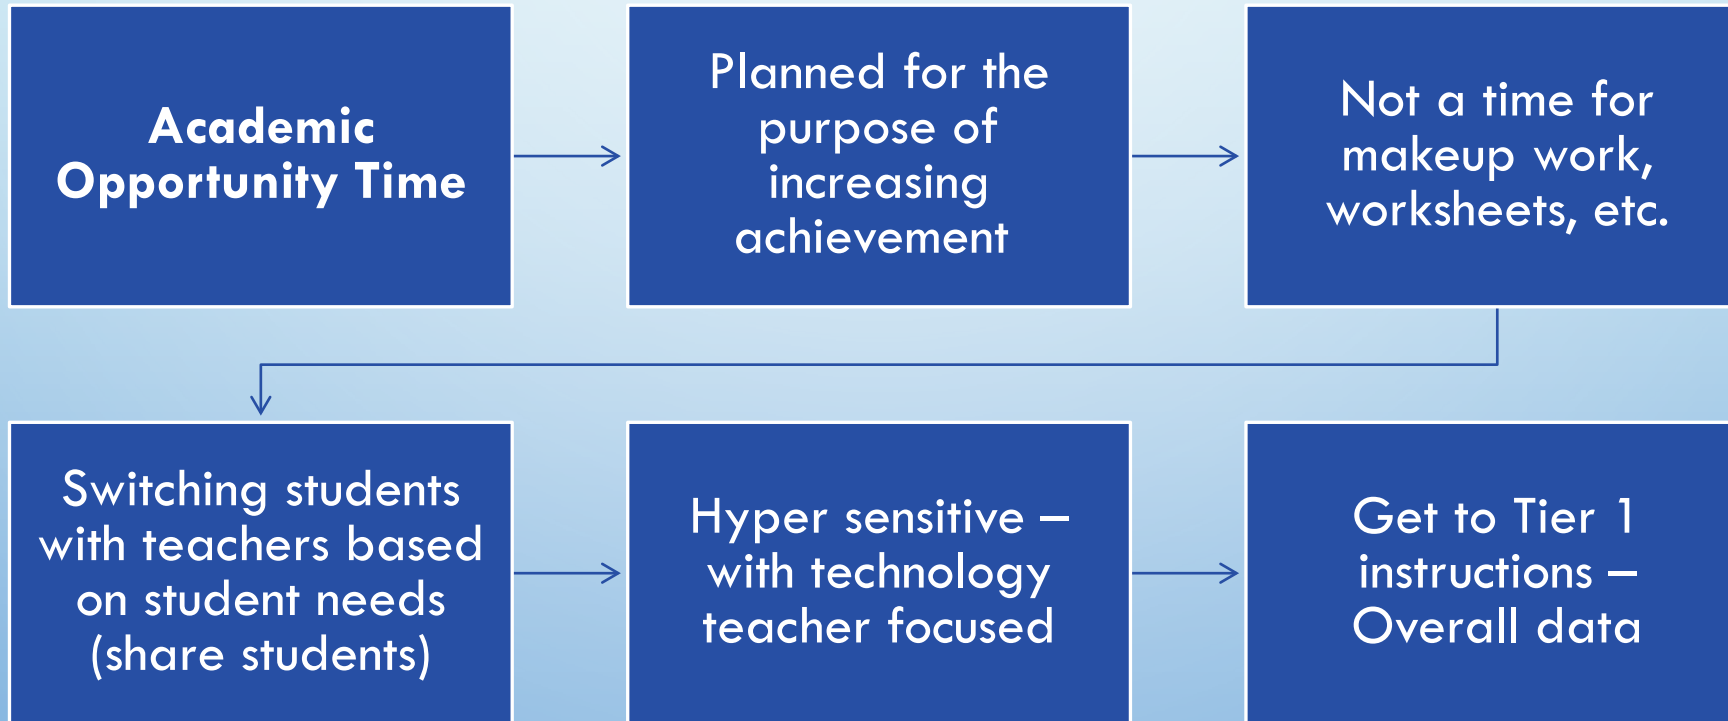 Academic
Opportunity Time
Planned for the
purpose of
increasing
achievement
Not a time for
makeup work,
worksheets, etc.
Switching students
with teachers based
on student needs
(share students)
Hyper sensitive –
with technology
teacher focused
Get to Tier 1
instructions –
Overall data